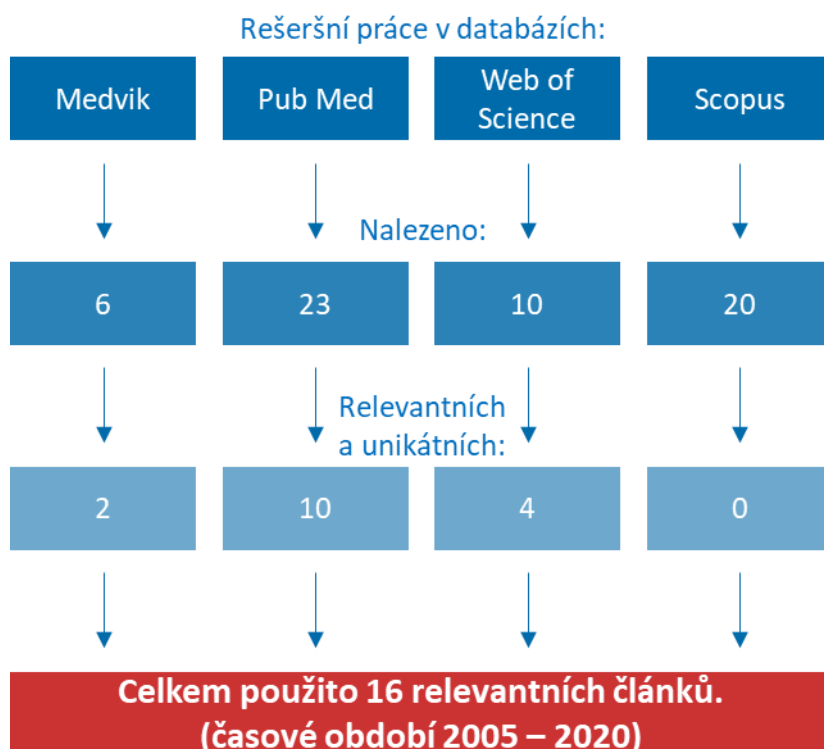 Rešeršní práce v databázích:
Medvik
Pub Med
Web of
Science
Scopus
Nalezeno:
6
23
10
20
Relevantních
a unikátních:
2
10
4
0
Celkem použito 16 relevantních článků.
(časové období 2005 – 2020)